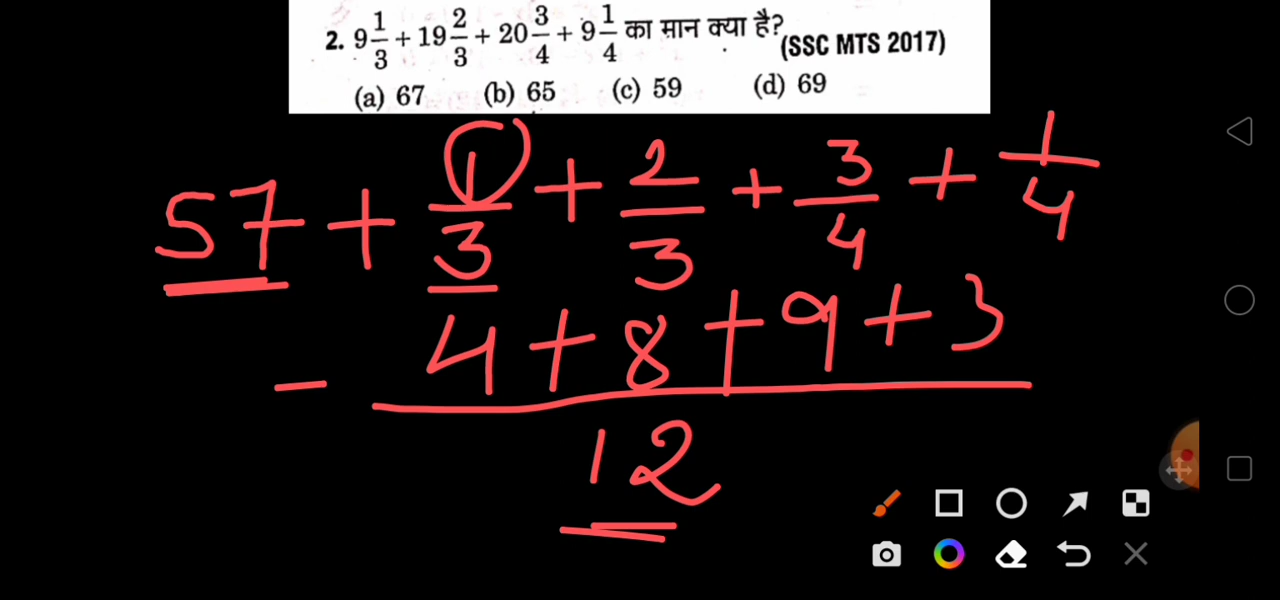 2. 9 1/3 + 19 2/3 + 20 3/4 + 9 1/4 का मान क्या है?
(SSC MTS 2017)
(a) 67 (b) 65 (c) 59 (d) 69
57 + 1/3 + 2/3 + 3/4 + 1/4
4 + 8 + 9 + 3
12